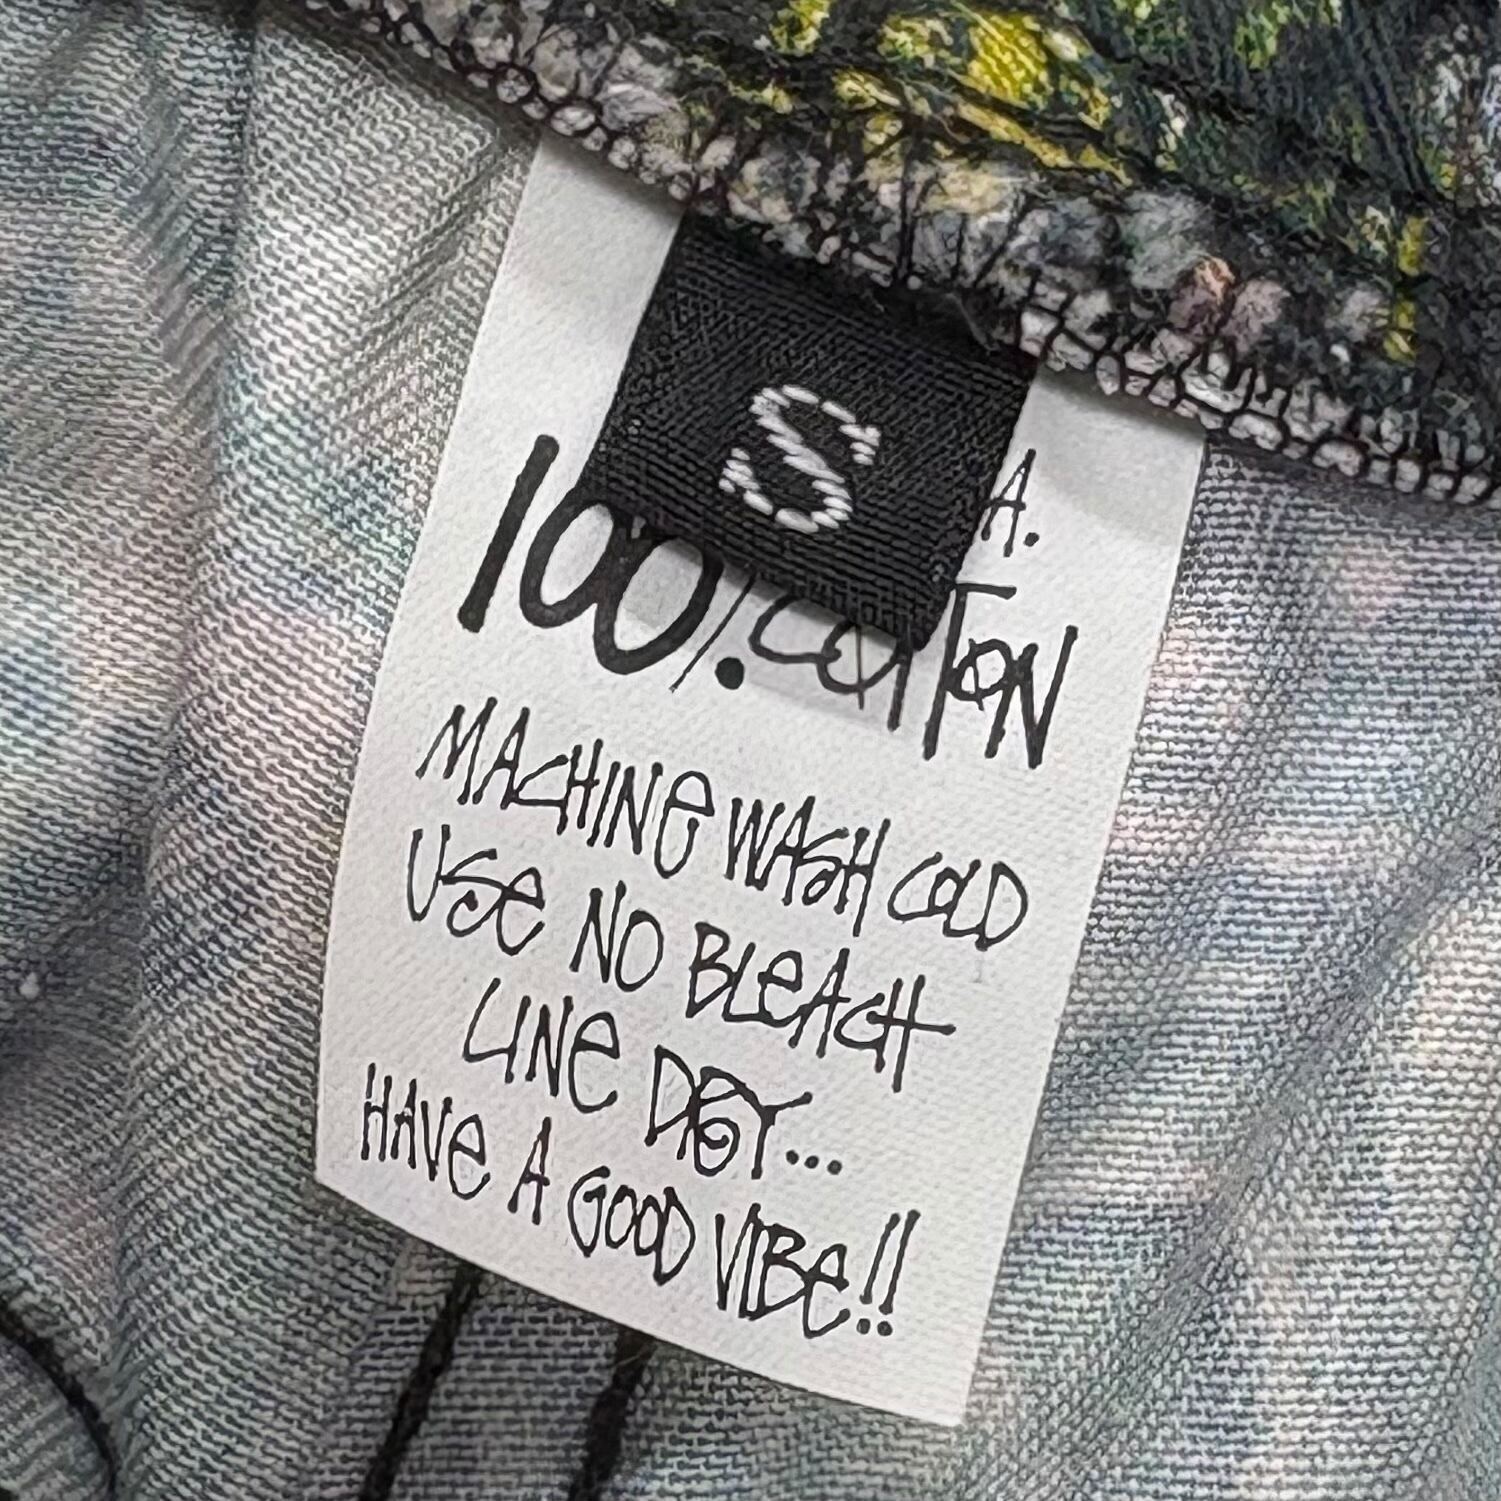 S
A.
100% COTTON
MACHINE WASH COLD
USE NO BLEACH
LINE DRY...
HAVE A GOOD VIBE!!